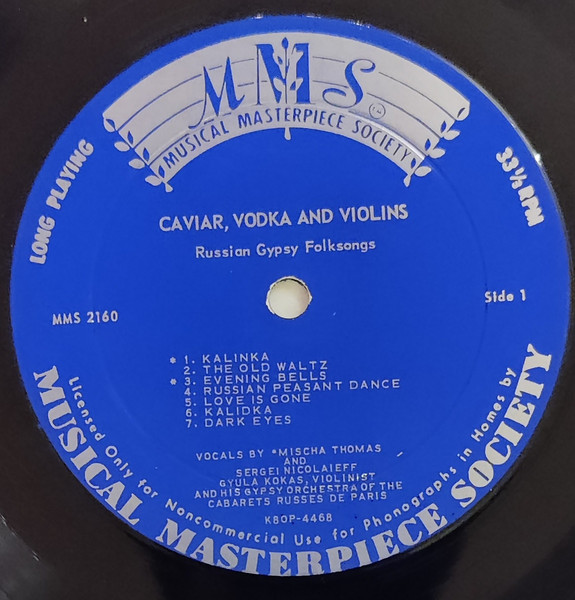 MMS
MUSICAL MASTERPIECE SOCIETY
LONG PLAYING
33⅓ RPM
CAVIAR, VODKA AND VIOLINS
Russian Gypsy Folksongs
MMS 2160
Side 1
* 1. KALINKA
2. THE OLD WALTZ
* 3. EVENING BELLS
4. RUSSIAN PEASANT DANCE
5. LOVE IS GONE
6. KALIDKA
7. DARK EYES
VOCALS BY *MISCHA THOMAS
AND
SERGEI NICOLAIEFF
GYULA KOKAS, VIOLINIST
AND HIS GYPSY ORCHESTRA OF THE
CABARETS RUSSES DE PARIS
K8OP-4468
Licensed Only for Noncommercial Use for Phonographs in Homes by
MUSICAL MASTERPIECE SOCIETY